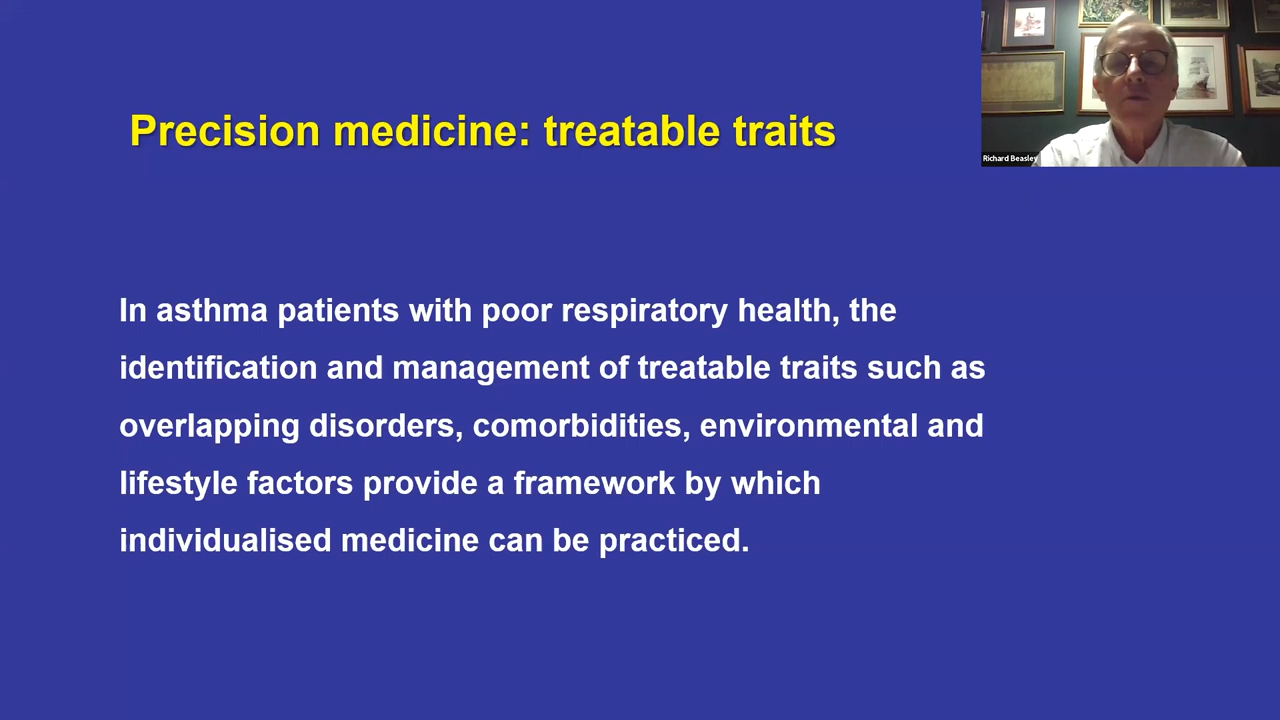 Precision medicine: treatable traits
Richard Beasley
In asthma patients with poor respiratory health, the
identification and management of treatable traits such as
overlapping disorders, comorbidities, environmental and
lifestyle factors provide a framework by which
individualised medicine can be practiced.